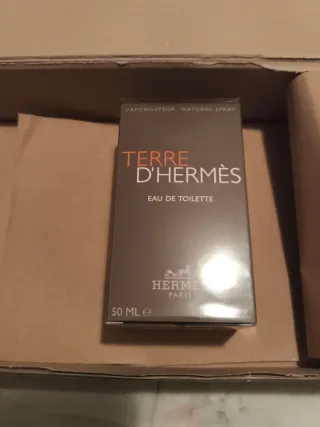 VAPORISATEUR NATURAL SPRAY
TERRE
D'HERMÈS
EAU DE TOILETTE
HERMÈS
PARIS
50 ML e